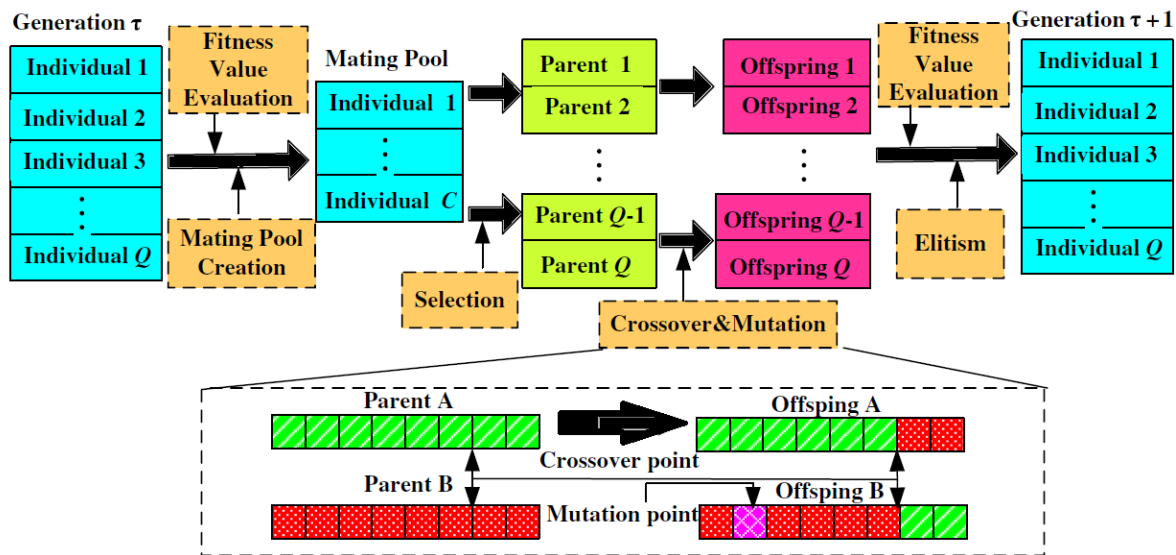 Generation τ
Individual 1
Individual 2
Individual 3
⋮
Individual Q
Fitness
Value
Evaluation
Mating Pool
Creation
Mating Pool
Individual 1
⋮
Individual C
Selection
Parent 1
Parent 2
⋮
Parent Q-1
Parent Q
Offspring 1
Offspring 2
⋮
Offspring Q-1
Offspring Q
Crossover&Mutation
Fitness
Value
Evaluation
Elitism
Generation τ+1
Individual 1
Individual 2
Individual 3
⋮
Individual Q
Parent A
Offsping A
Crossover point
Parent B
Offsping B
Mutation point